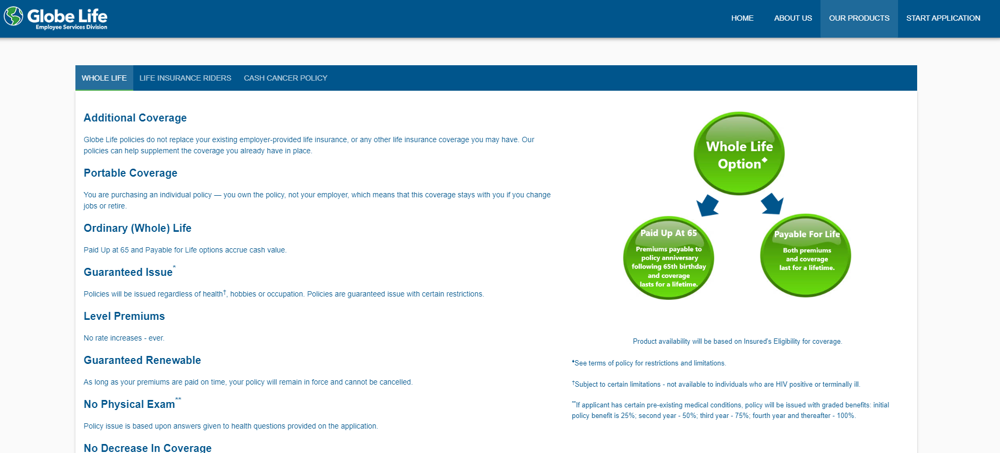 Globe Life
Employee Services Division
HOME
ABOUT US
OUR PRODUCTS
START APPLICATION
WHOLE LIFE
LIFE INSURANCE RIDERS
CASH CANCER POLICY
Additional Coverage
Globe Life policies do not replace your existing employer-provided life insurance, or any other life insurance coverage you may have. Our
policies can help supplement the coverage you already have in place.
Portable Coverage
You are purchasing an individual policy — you own the policy, not your employer, which means that this coverage stays with you if you change
jobs or retire.
Ordinary (Whole) Life
Paid Up at 65 and Payable for Life options accrue cash value.
Guaranteed Issue*
Policies will be issued regardless of health†, hobbies or occupation. Policies are guaranteed issue with certain restrictions.
Level Premiums
No rate increases - ever.
Guaranteed Renewable
As long as your premiums are paid on time, your policy will remain in force and cannot be cancelled.
No Physical Exam**
Policy issue is based upon answers given to health questions provided on the application.
No Decrease In Coverage
Whole Life
Option♦
Paid Up At 65
Premiums payable to
policy anniversary
following 65th birthday
and coverage
lasts for a lifetime.
Payable For Life
Both premiums
and coverage
last for a lifetime.
Product availability will be based on Insured's Eligibility for coverage.
♦See terms of policy for restrictions and limitations.
†Subject to certain limitations - not available to individuals who are HIV positive or terminally ill.
**If applicant has certain pre-existing medical conditions, policy will be issued with graded benefits: initial
policy benefit is 25%; second year - 50%; third year - 75%; fourth year and thereafter - 100%.